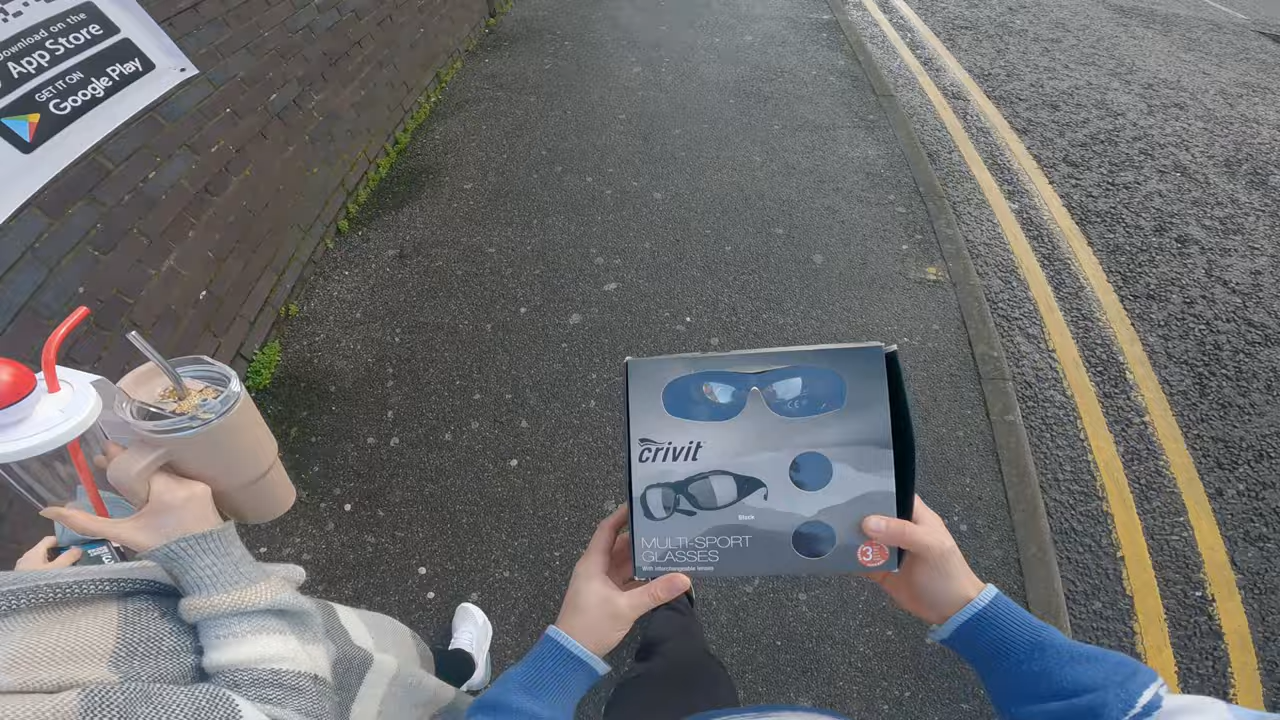 Download on the
App Store
GET IT ON
Google Play
crivit
Black
MULTI-SPORT
GLASSES
With interchangeable lenses
3
CE